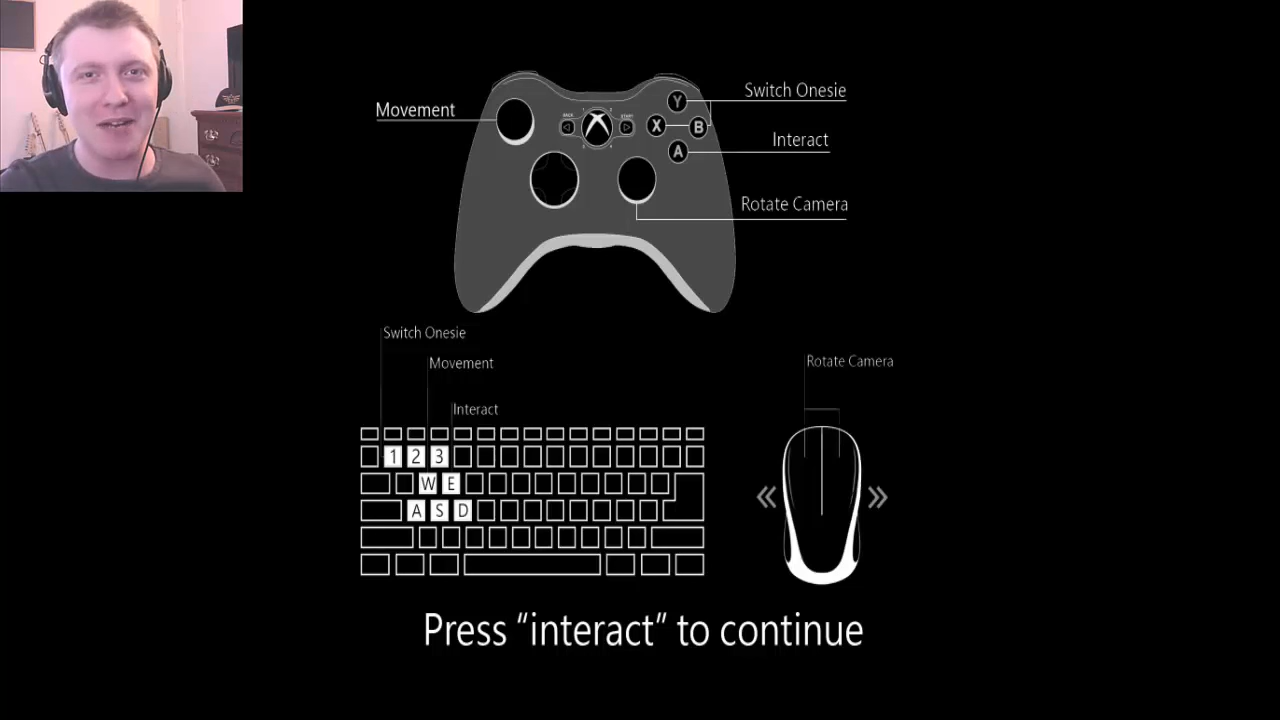 Movement
Switch Onesie
Y
X
B
BACK
START
Interact
A
Rotate Camera
Switch Onesie
Movement
Interact
Rotate Camera
1 2 3
W E
A S D
Press "interact" to continue